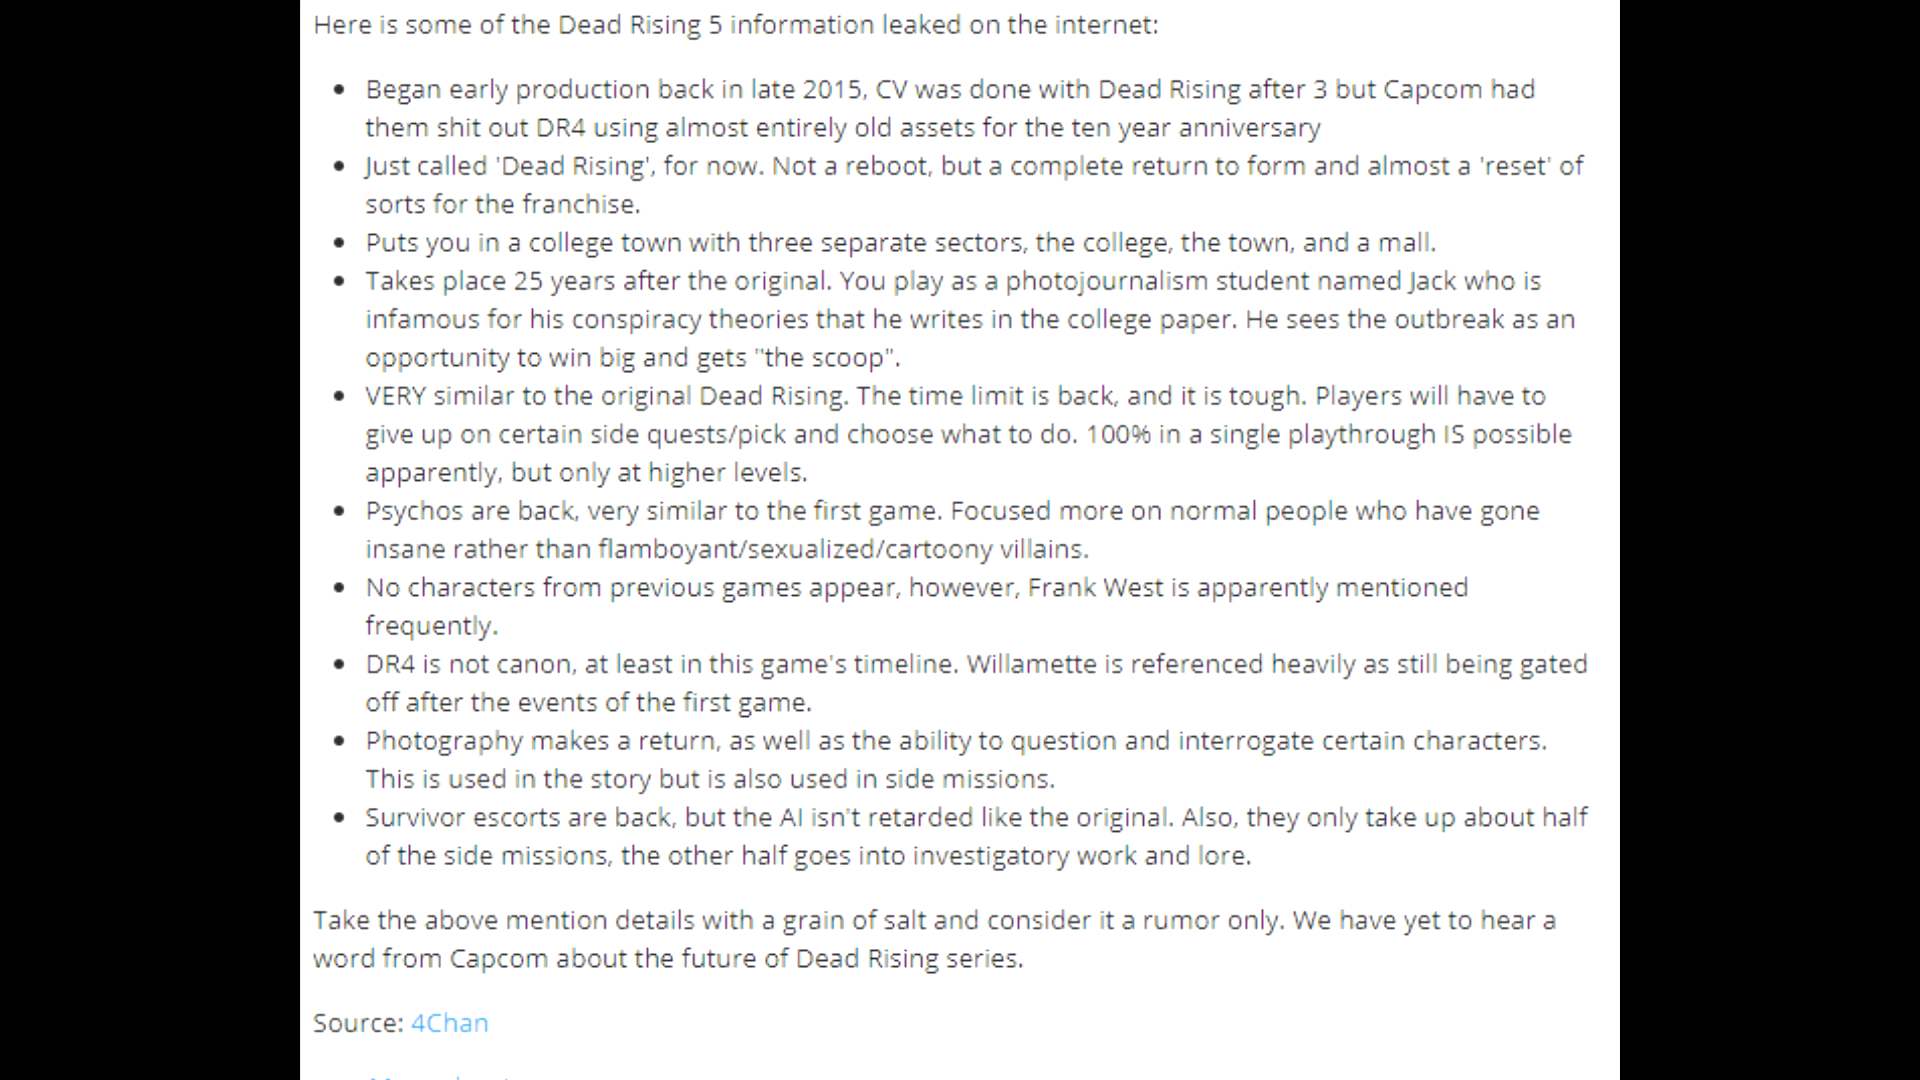 Here is some of the Dead Rising 5 information leaked on the internet:
• Began early production back in late 2015, CV was done with Dead Rising after 3 but Capcom had
them shit out DR4 using almost entirely old assets for the ten year anniversary
• Just called 'Dead Rising', for now. Not a reboot, but a complete return to form and almost a 'reset' of
sorts for the franchise.
• Puts you in a college town with three separate sectors, the college, the town, and a mall.
• Takes place 25 years after the original. You play as a photojournalism student named Jack who is
infamous for his conspiracy theories that he writes in the college paper. He sees the outbreak as an
opportunity to win big and gets "the scoop".
• VERY similar to the original Dead Rising. The time limit is back, and it is tough. Players will have to
give up on certain side quests/pick and choose what to do. 100% in a single playthrough IS possible
apparently, but only at higher levels.
• Psychos are back, very similar to the first game. Focused more on normal people who have gone
insane rather than flamboyant/sexualized/cartoony villains.
• No characters from previous games appear, however, Frank West is apparently mentioned
frequently.
• DR4 is not canon, at least in this game's timeline. Willamette is referenced heavily as still being gated
off after the events of the first game.
• Photography makes a return, as well as the ability to question and interrogate certain characters.
This is used in the story but is also used in side missions.
• Survivor escorts are back, but the AI isn't retarded like the original. Also, they only take up about half
of the side missions, the other half goes into investigatory work and lore.
Take the above mention details with a grain of salt and consider it a rumor only. We have yet to hear a
word from Capcom about the future of Dead Rising series.
Source: 4Chan